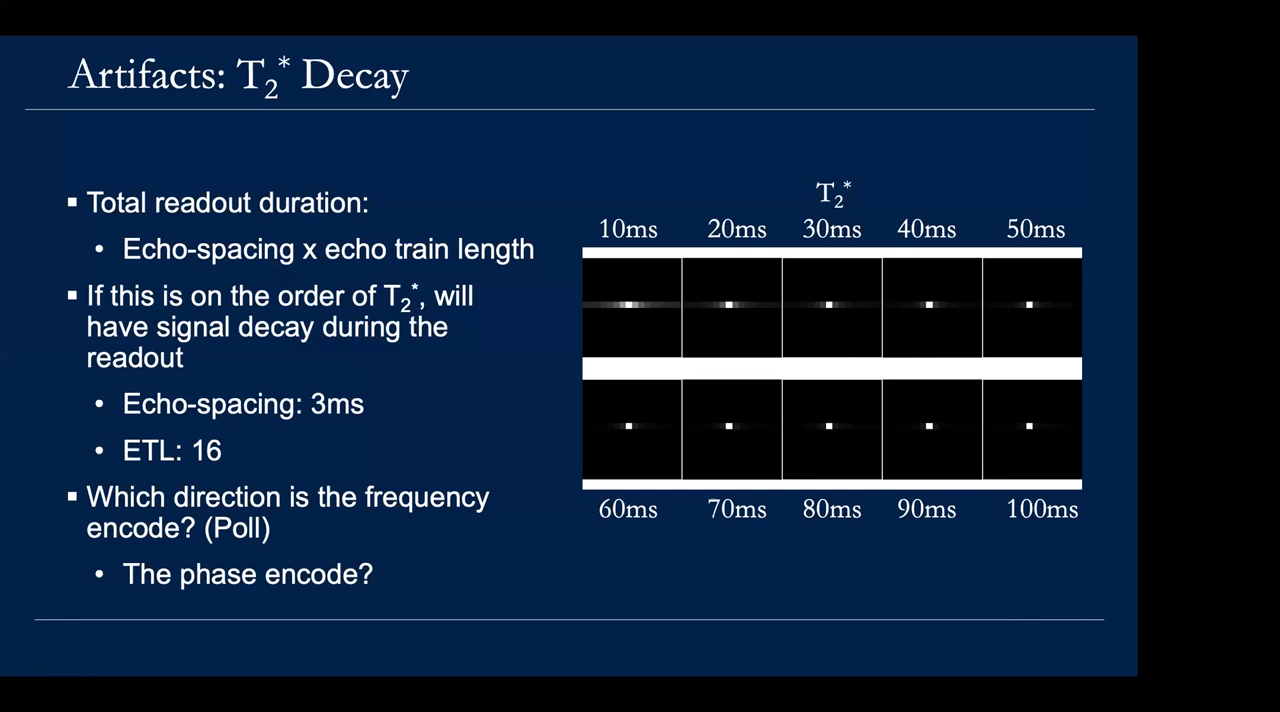 Artifacts: T2* Decay
▪ Total readout duration:
• Echo-spacing x echo train length
▪ If this is on the order of T2*, will
have signal decay during the
readout
• Echo-spacing: 3ms
• ETL: 16
▪ Which direction is the frequency
encode? (Poll)
• The phase encode?
T2*
10ms 20ms 30ms 40ms 50ms
60ms 70ms 80ms 90ms 100ms